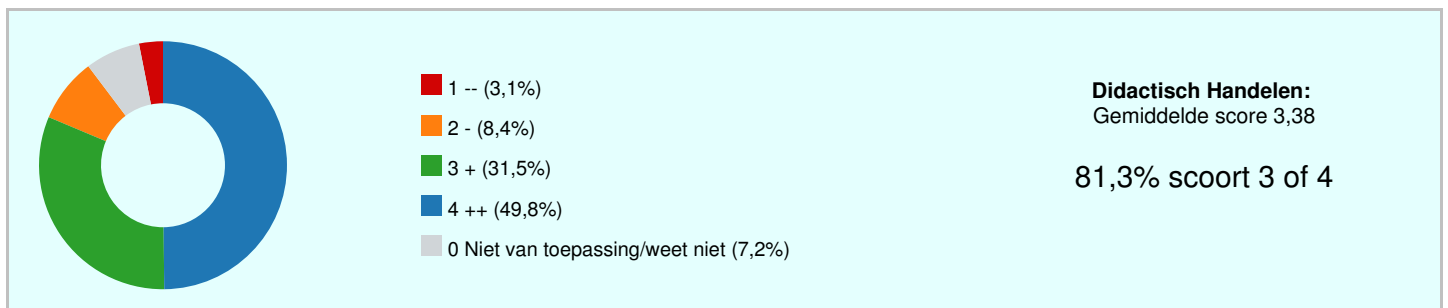 1 -- (3,1%)
2 - (8,4%)
3 + (31,5%)
4 ++ (49,8%)
0 Niet van toepassing/weet niet (7,2%)
Didactisch Handelen:
Gemiddelde score 3,38
81,3% scoort 3 of 4